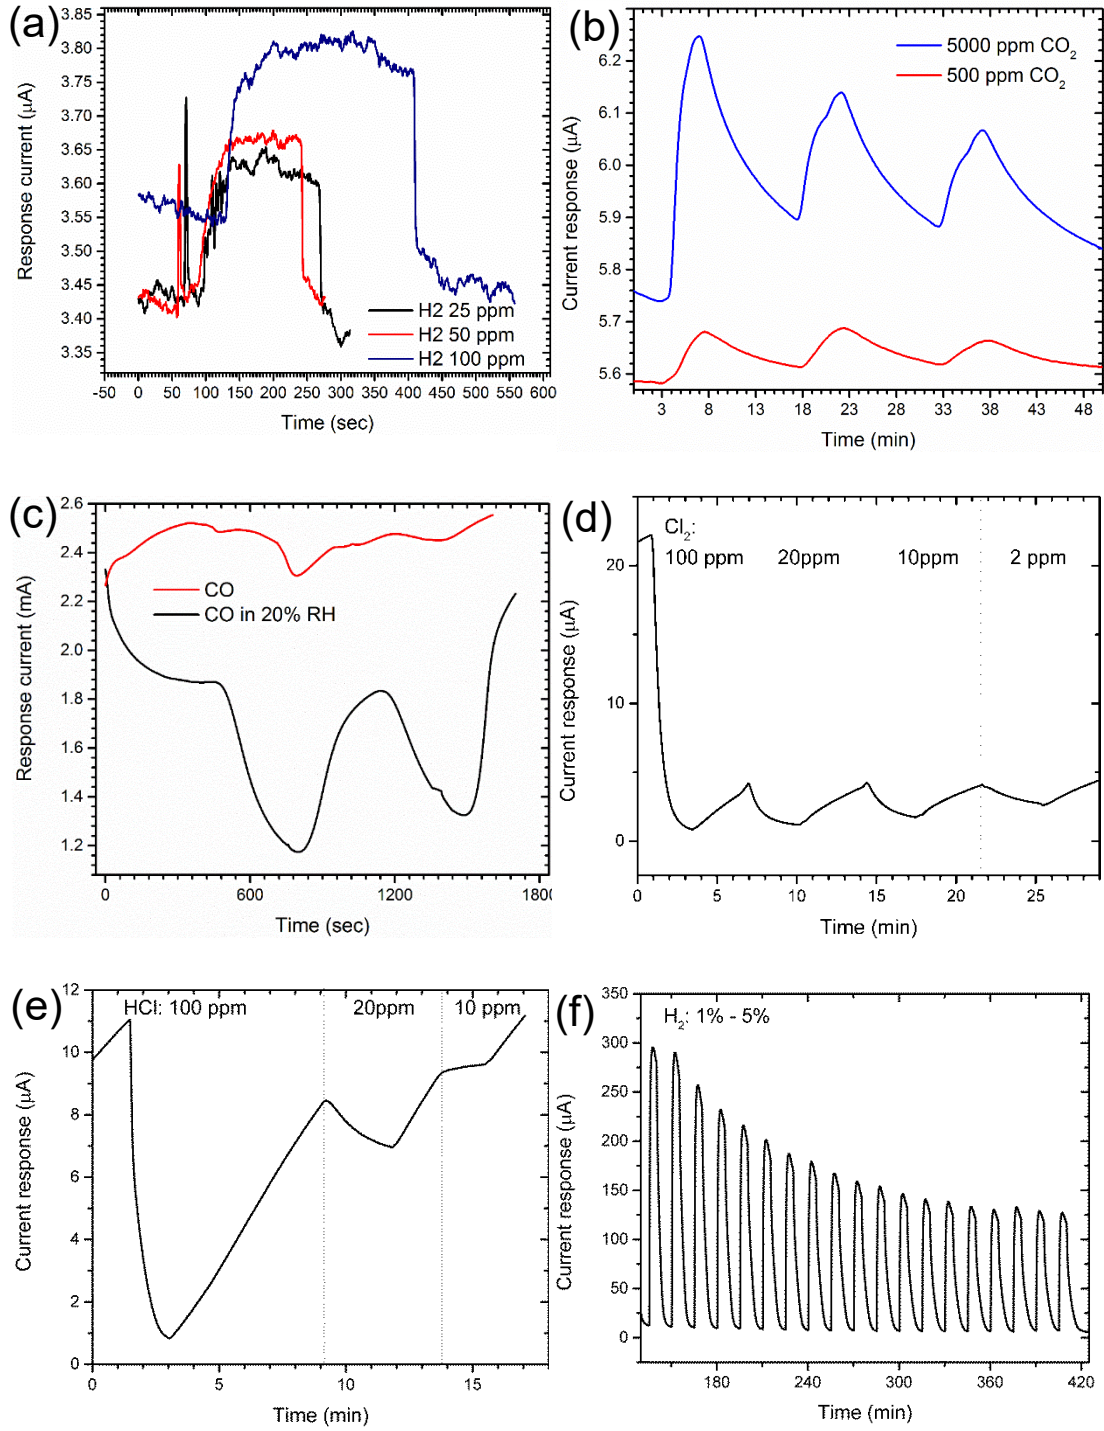 (a)
3.80
3.75
3.70
3.65
3.60
3.55
3.50
3.45
3.40
3.35
Response current (μA)
H2 25 ppm
H2 50 ppm
H2 100 ppm
-50 0 50 100 150 200 250 300 350 400 450 500 550 600
Time (sec)
(b)
6.2
6.1
6.0
5.9
5.8
5.7
5.6
Current response (μA)
5000 ppm CO₂
500 ppm CO₂
3 8 13 18 23 28 33 38 43 48
Time (min)
(c)
2.6
2.4
2.2
2.0
1.8
1.6
1.4
1.2
Response current (mA)
CO
CO in 20% RH
0 600 1200 1800
Time (sec)
(d)
20
10
0
Current response (μA)
Cl₂:
100 ppm 20ppm 10ppm 2 ppm
0 5 10 15 20 25
Time (min)
(e)
12
10
8
6
4
2
0
Current response (μA)
HCl: 100 ppm 20ppm 10 ppm
0 5 10 15
Time (min)
(f)
350
300
250
200
150
100
50
0
Current response (μA)
H₂: 1% - 5%
180 240 300 360 420
Time (min)